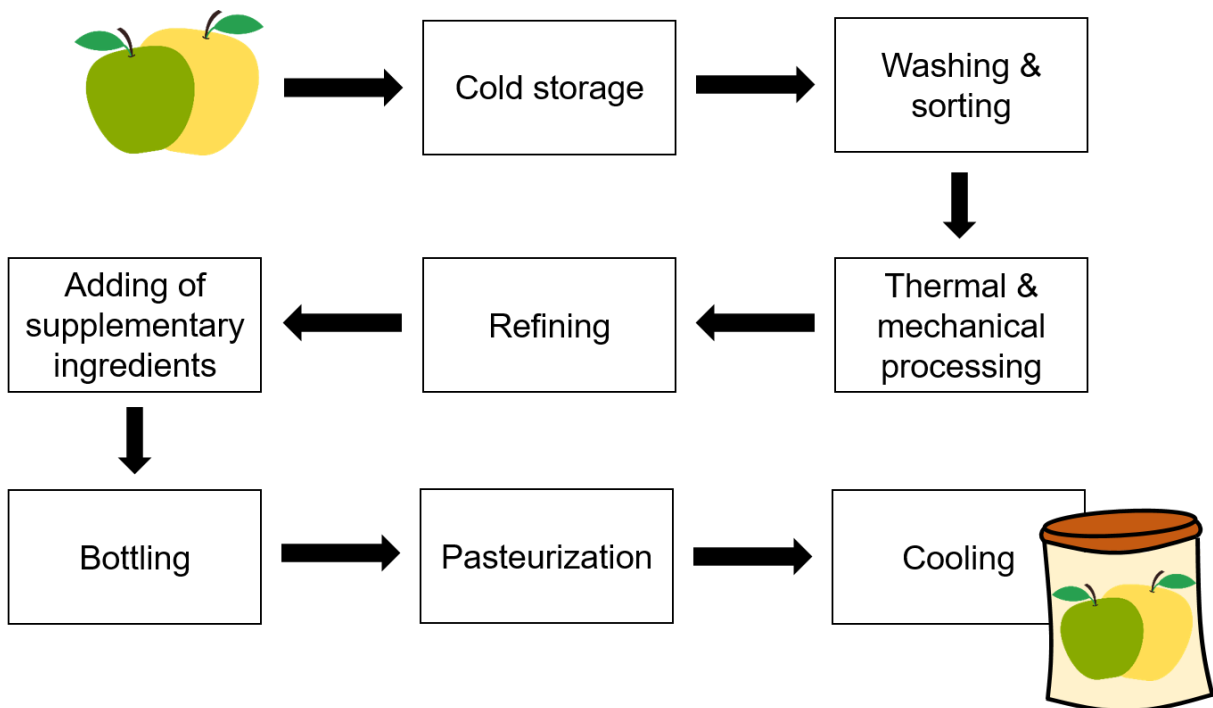 Cold storage
Washing &
sorting
Thermal &
mechanical
processing
Refining
Adding of
supplementary
ingredients
Bottling
Pasteurization
Cooling